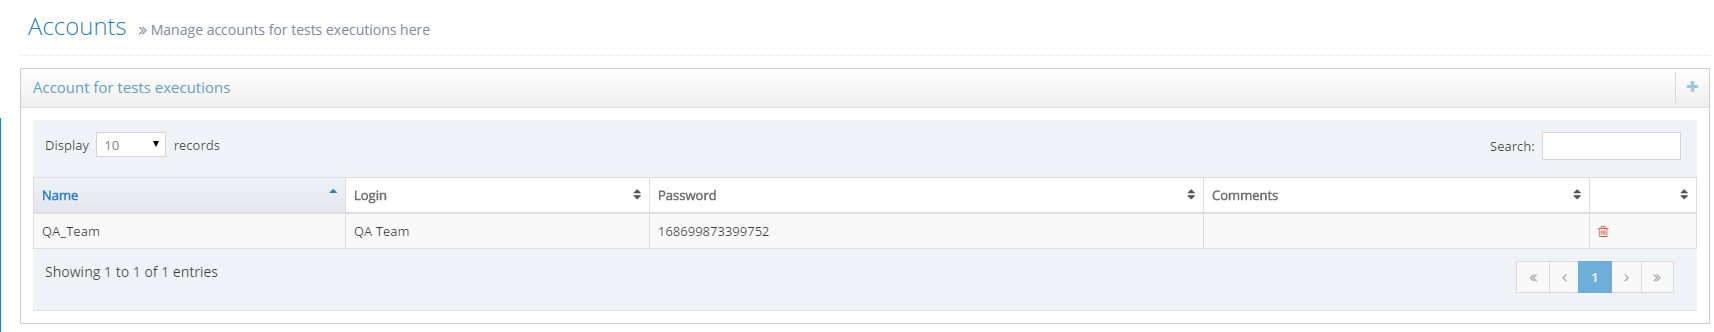 Accounts » Manage accounts for tests executions here
Account for tests executions +
Display 10 records Search:
Name Login Password Comments
QA_Team QA Team 168699873399752
Showing 1 to 1 of 1 entries « ‹ 1 › »